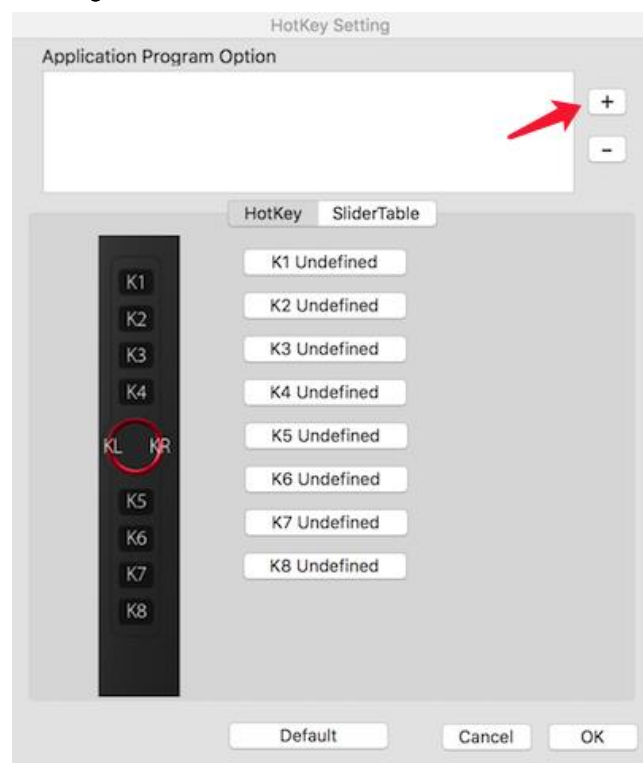 HotKey Setting
Application Program Option
+
-
HotKey SliderTable
K1
K2
K3
K4
KL KR
K5
K6
K7
K8
K1 Undefined
K2 Undefined
K3 Undefined
K4 Undefined
K5 Undefined
K6 Undefined
K7 Undefined
K8 Undefined
Default Cancel OK